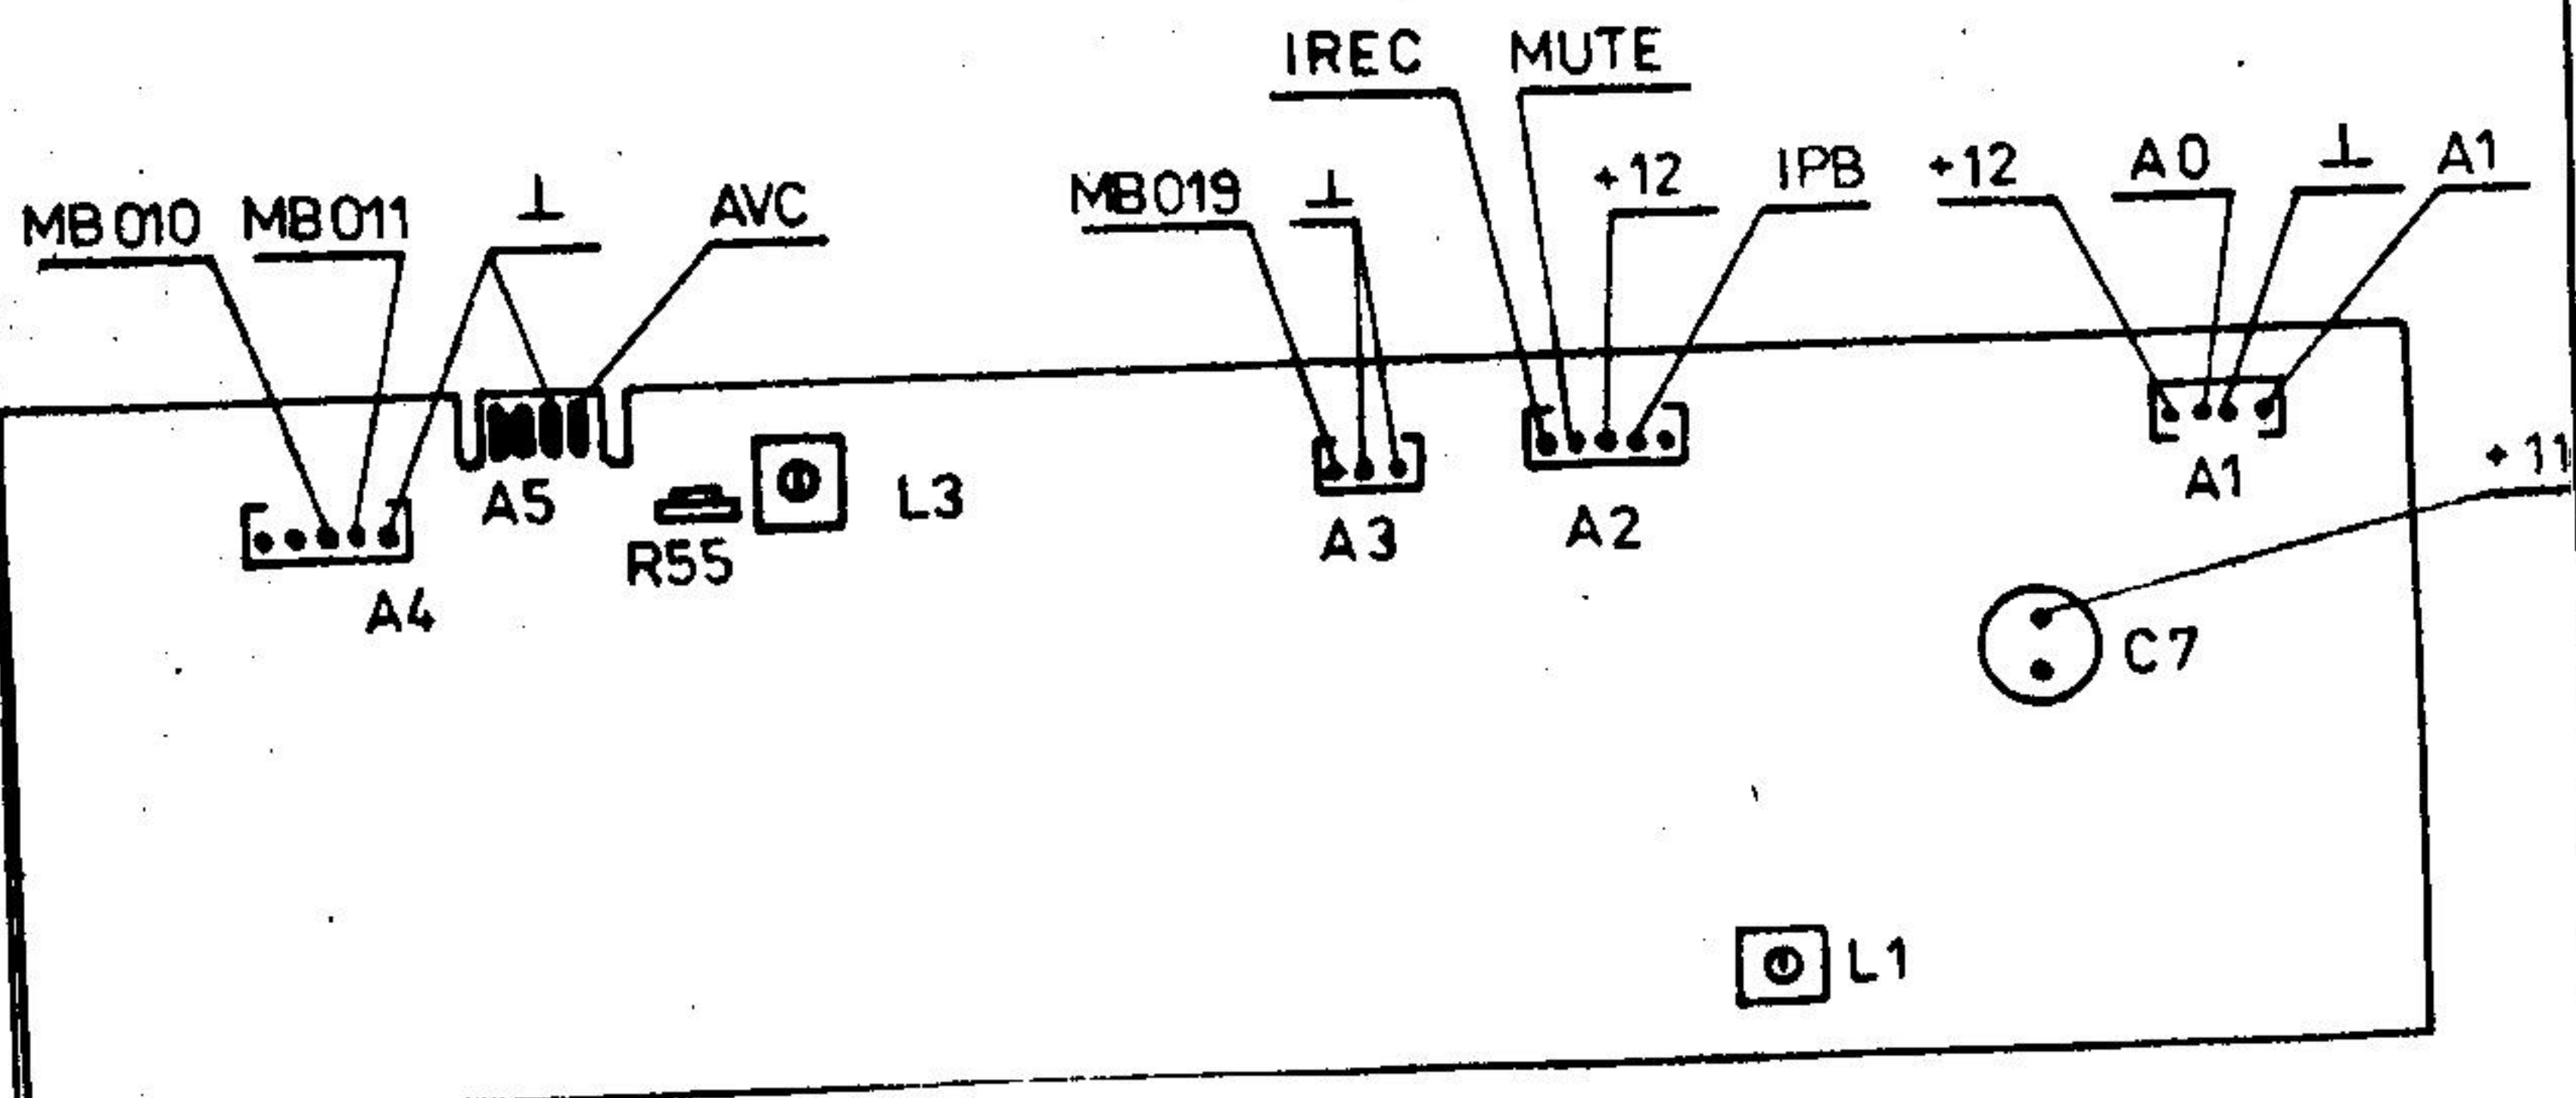 IREC MUTE
MB010 MB011 ⊥ AVC MB019 ⊥ +12 IPB +12 A0 ⊥ A1
+11
A5 L3 A3 A2 A1
R55
A4
C7
L1